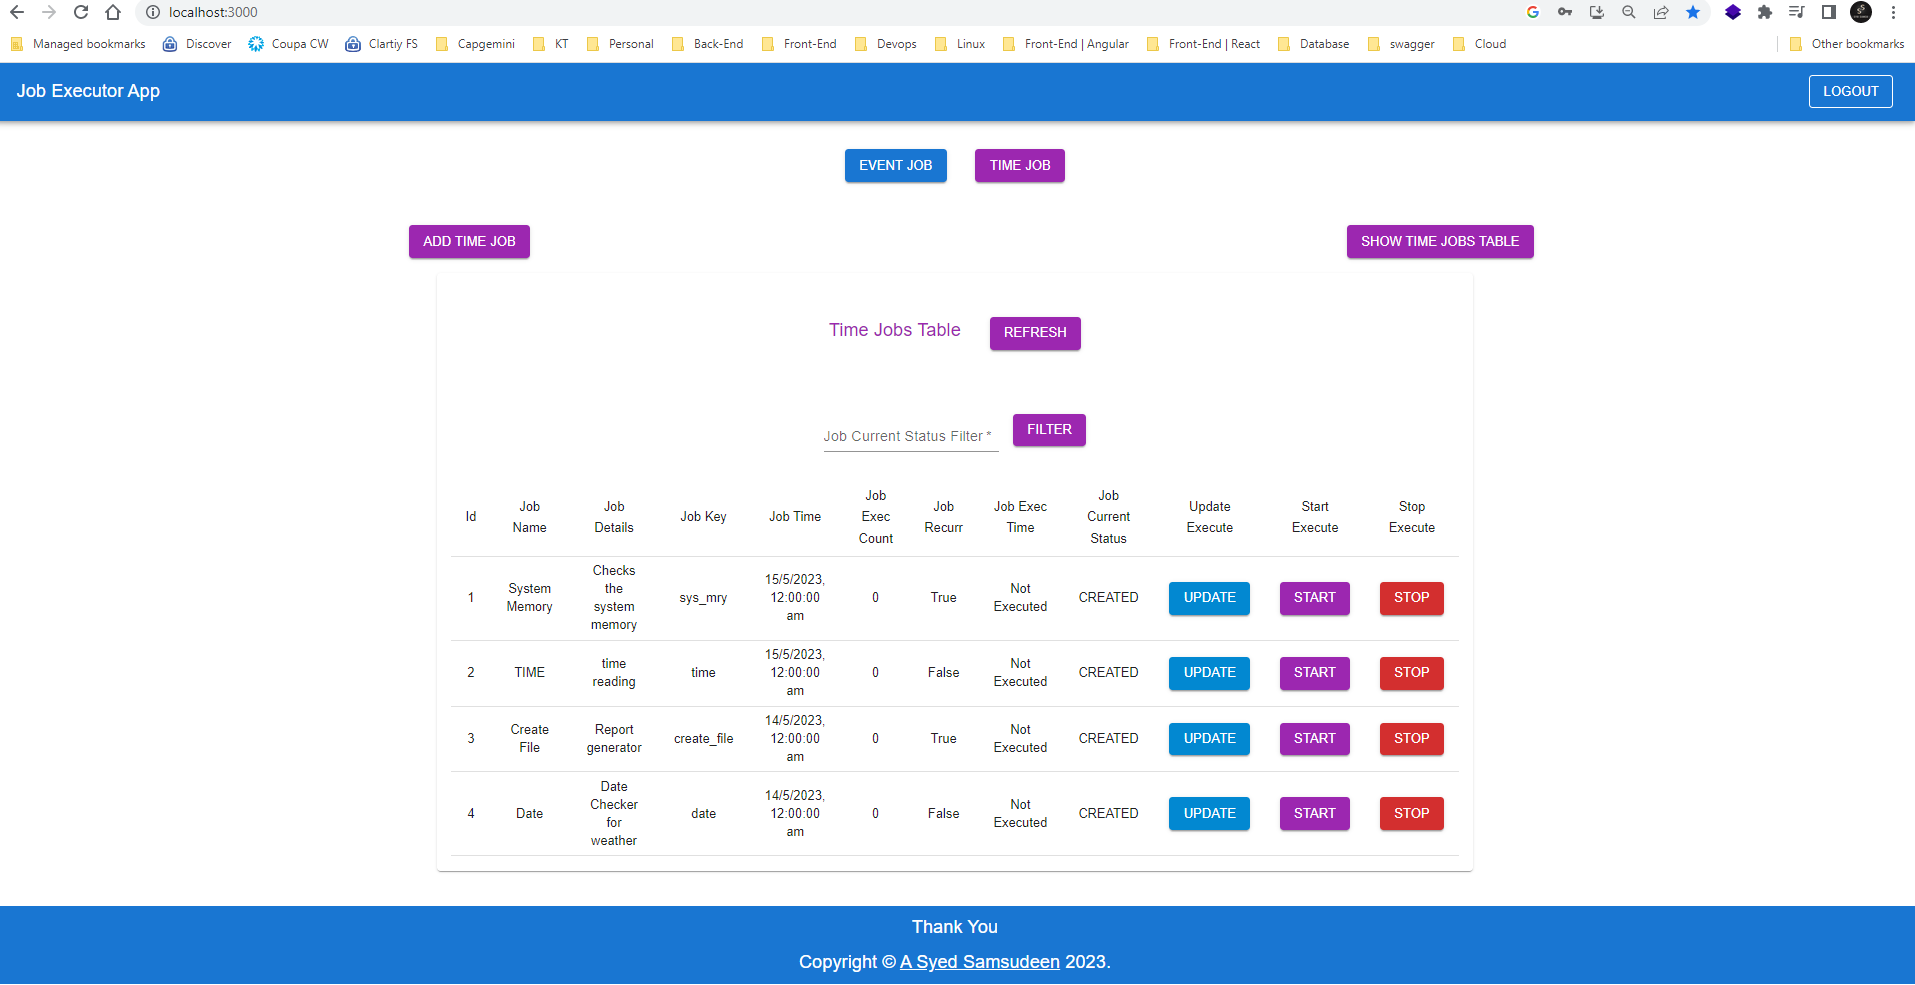 localhost:3000
Managed bookmarks Discover Coupa CW Clartiy FS Capgemini KT Personal Back-End Front-End Devops Linux Front-End | Angular Front-End | React Database swagger Cloud Other bookmarks
Job Executor App LOGOUT
EVENT JOB TIME JOB
ADD TIME JOB SHOW TIME JOBS TABLE
Time Jobs Table REFRESH
Job Current Status Filter * FILTER
Id Job Name Job Details Job Key Job Time Job Exec Count Job Recurr Job Exec Time Job Current Status Update Execute Start Execute Stop Execute
1 System Memory Checks the system memory sys_mry 15/5/2023, 12:00:00 am 0 True Not Executed CREATED UPDATE START STOP
2 TIME time reading time 15/5/2023, 12:00:00 am 0 False Not Executed CREATED UPDATE START STOP
3 Create File Report generator create_file 14/5/2023, 12:00:00 am 0 True Not Executed CREATED UPDATE START STOP
4 Date Date Checker for weather date 14/5/2023, 12:00:00 am 0 False Not Executed CREATED UPDATE START STOP
Thank You
Copyright © A Syed Samsudeen 2023.